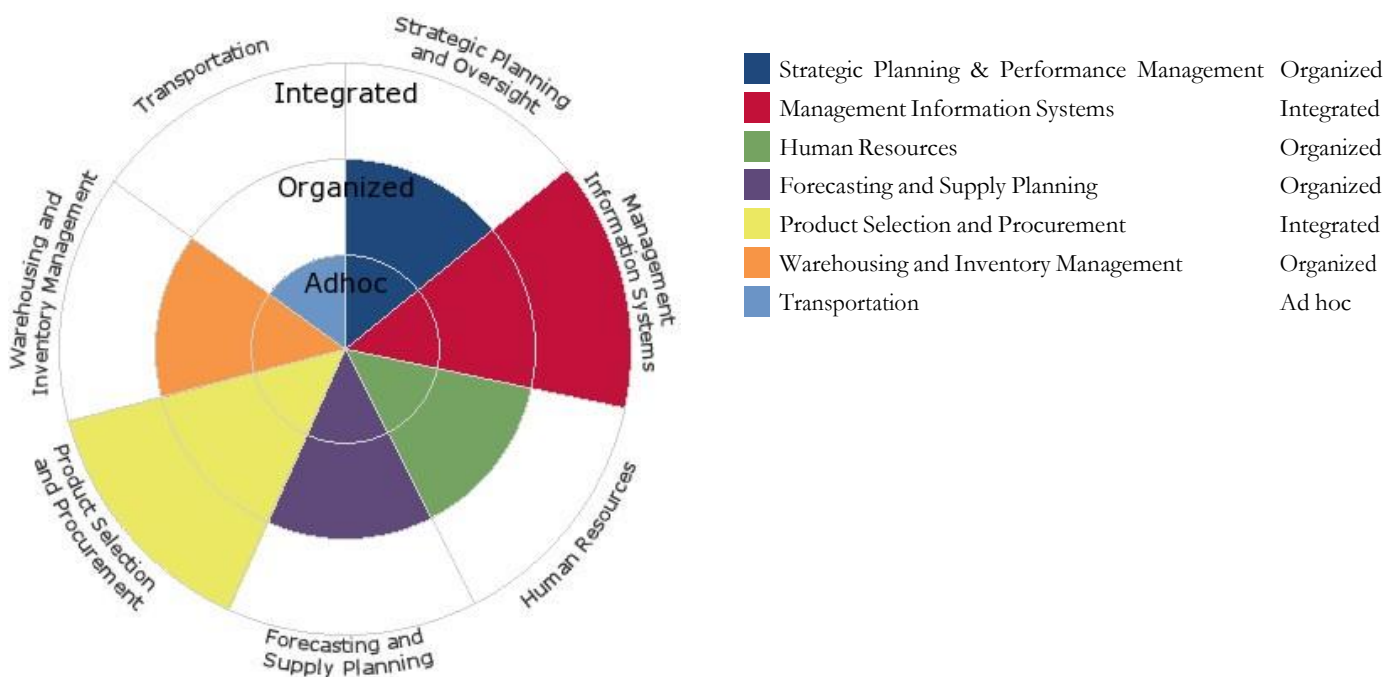 Strategic Planning
and Oversight
Transportation
Integrated
Organized
Adhoc
Management
Information Systems
Warehousing and
Inventory Management
Product Selection
and Procurement
Human Resources
Forecasting and
Supply Planning
Strategic Planning & Performance Management Organized
Management Information Systems Integrated
Human Resources Organized
Forecasting and Supply Planning Organized
Product Selection and Procurement Integrated
Warehousing and Inventory Management Organized
Transportation Ad hoc